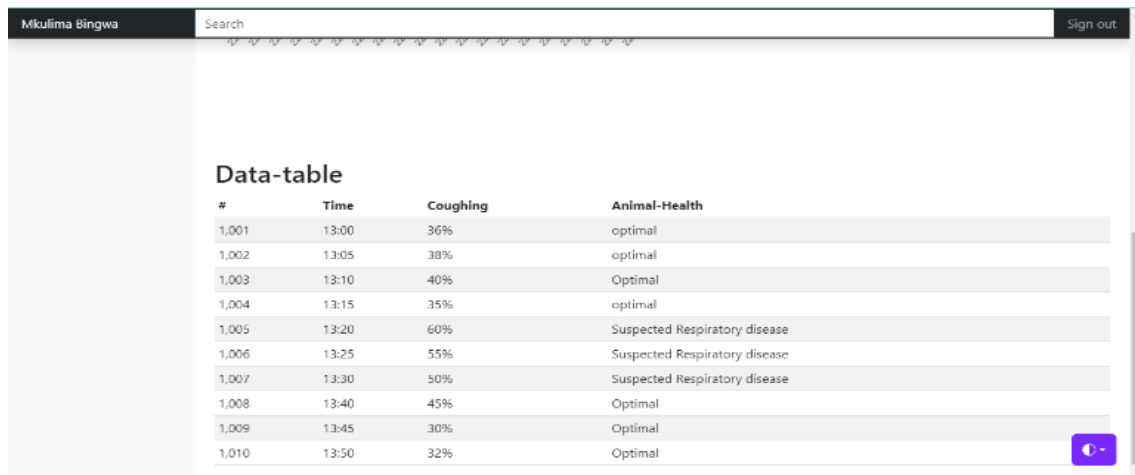 Mkulima Bingwa Search Sign out
Data-table
# Time Coughing Animal-Health
1,001 13:00 36% optimal
1,002 13:05 38% optimal
1,003 13:10 40% Optimal
1,004 13:15 35% optimal
1,005 13:20 60% Suspected Respiratory disease
1,006 13:25 55% Suspected Respiratory disease
1,007 13:30 50% Suspected Respiratory disease
1,008 13:40 45% Optimal
1,009 13:45 30% Optimal
1,010 13:50 32% Optimal